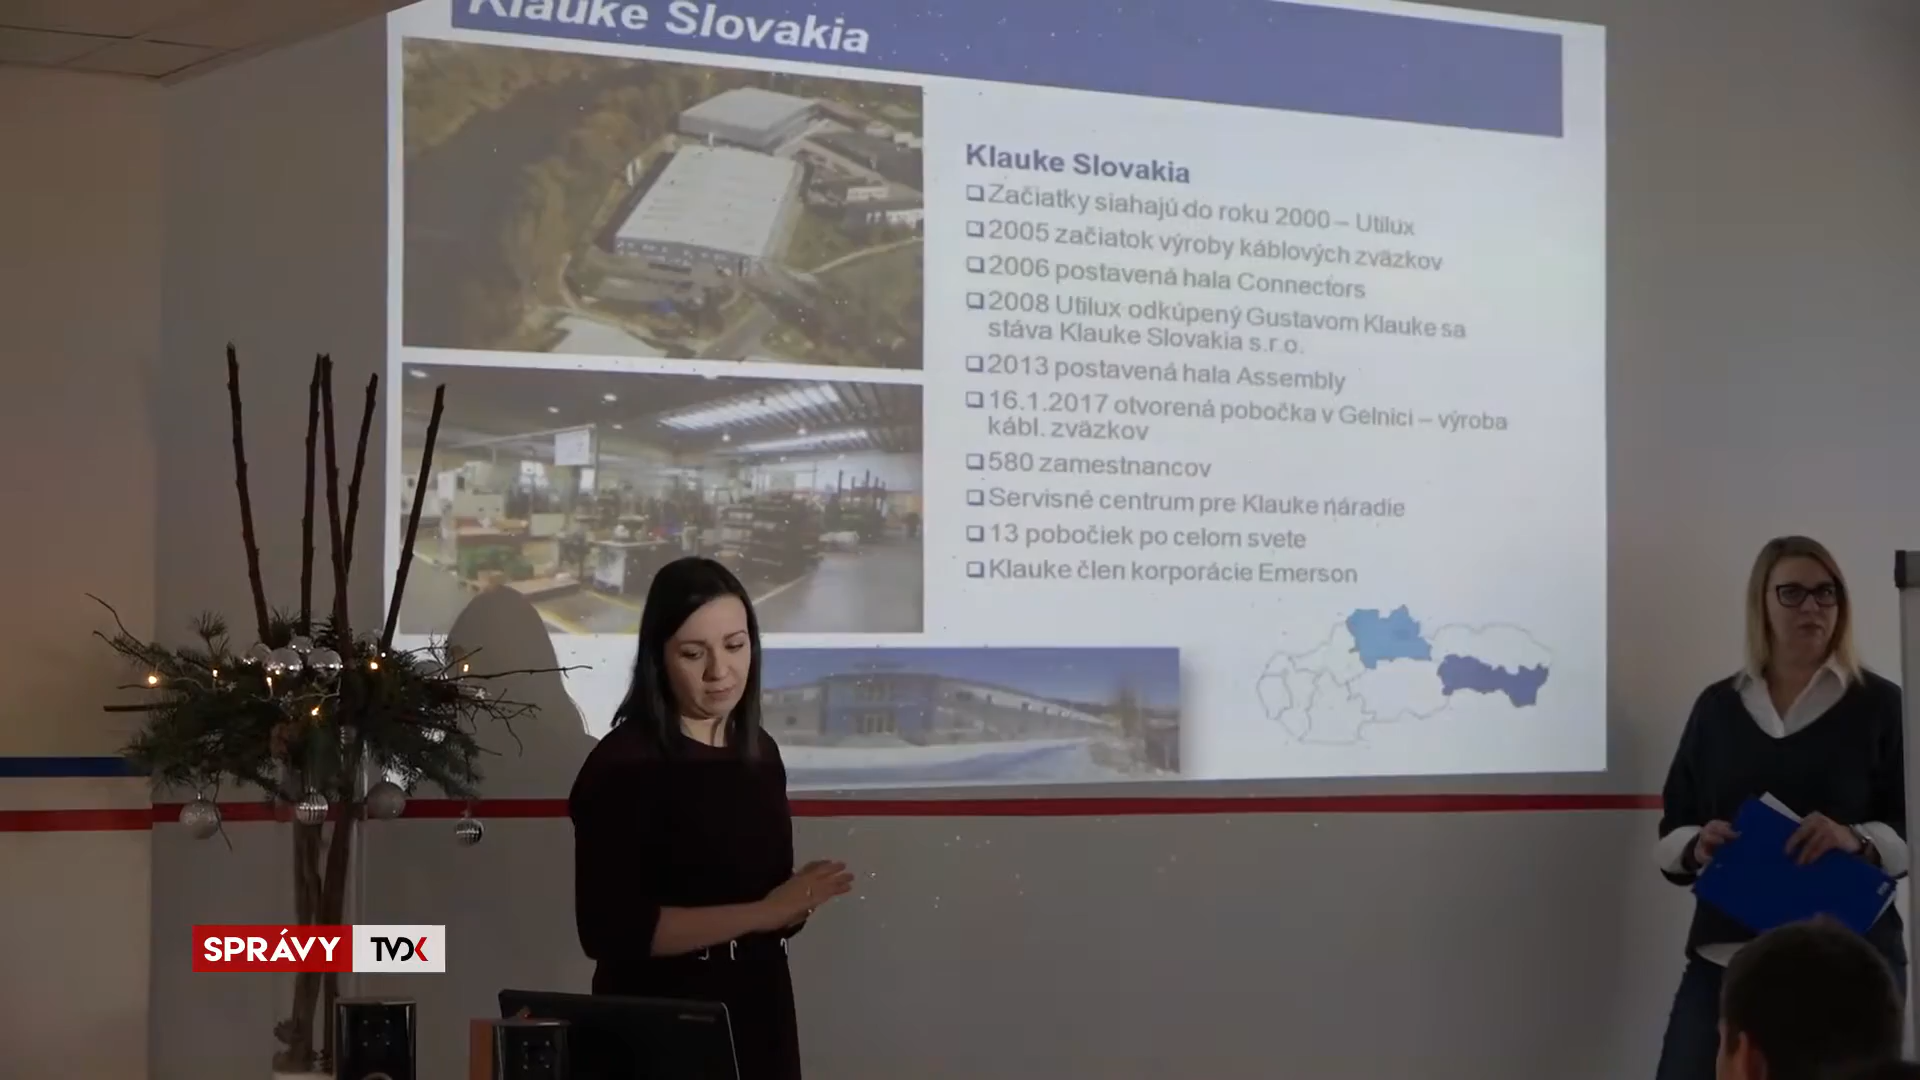 Klauke Slovakia
Klauke Slovakia
Začiatky siahajú do roku 2000 – Utilux
2005 začiatok výroby káblových zväzkov
2006 postavená hala Connectors
2008 Utilux odkúpený Gustavom Klauke sa
stáva Klauke Slovakia s.r.o.
2013 postavená hala Assembly
16.1.2017 otvorená pobočka v Gelnici – výroba
kábl. zväzkov
580 zamestnancov
Servisné centrum pre Klauke náradie
13 pobočiek po celom svete
Klauke člen korporácie Emerson
SPRÁVY TVDK